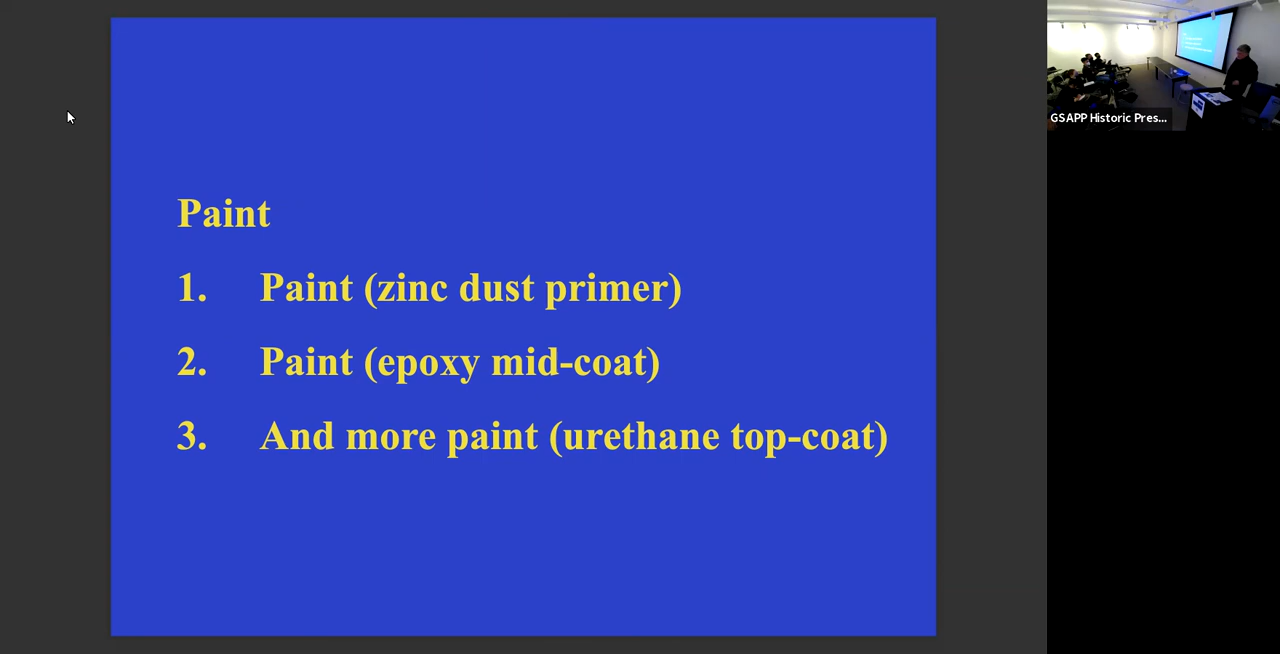 Paint
1. Paint (zinc dust primer)
2. Paint (epoxy mid-coat)
3. And more paint (urethane top-coat)
GSAPP Historic Pres...